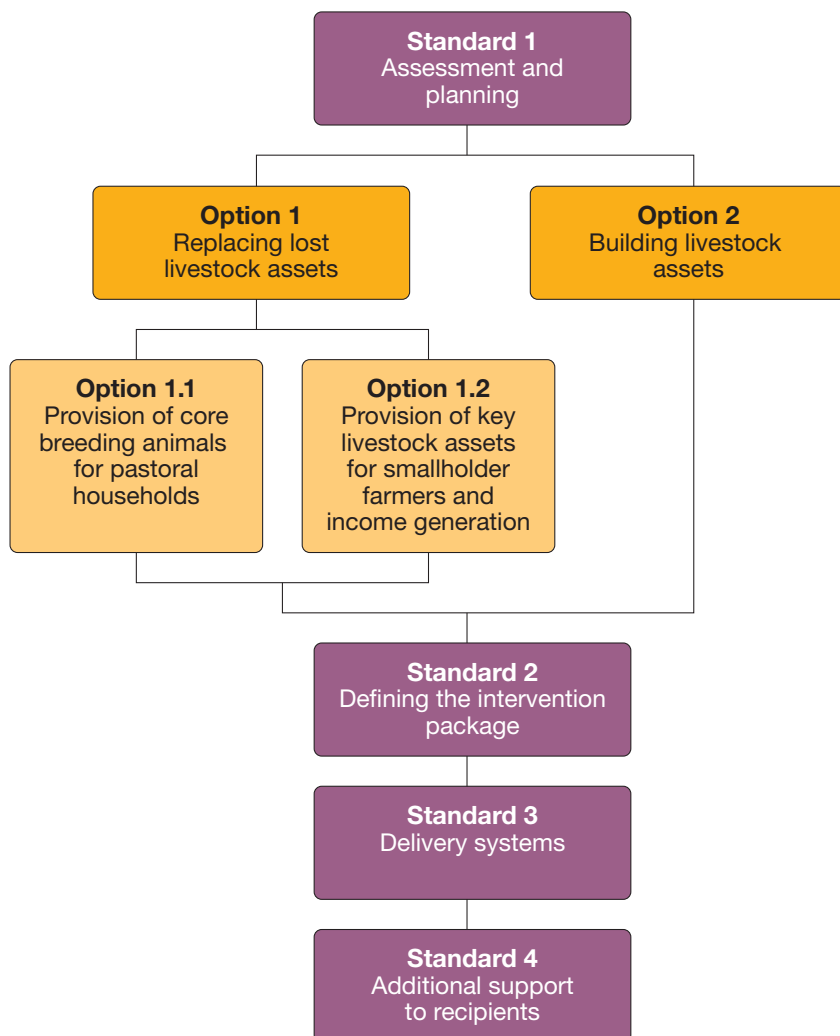 Standard 1
Assessment and
planning
Option 1
Replacing lost
livestock assets
Option 2
Building livestock
assets
Option 1.1
Provision of core
breeding animals
for pastoral
households
Option 1.2
Provision of key
livestock assets
for smallholder
farmers and
income generation
Standard 2
Defining the intervention
package
Standard 3
Delivery systems
Standard 4
Additional support
to recipients